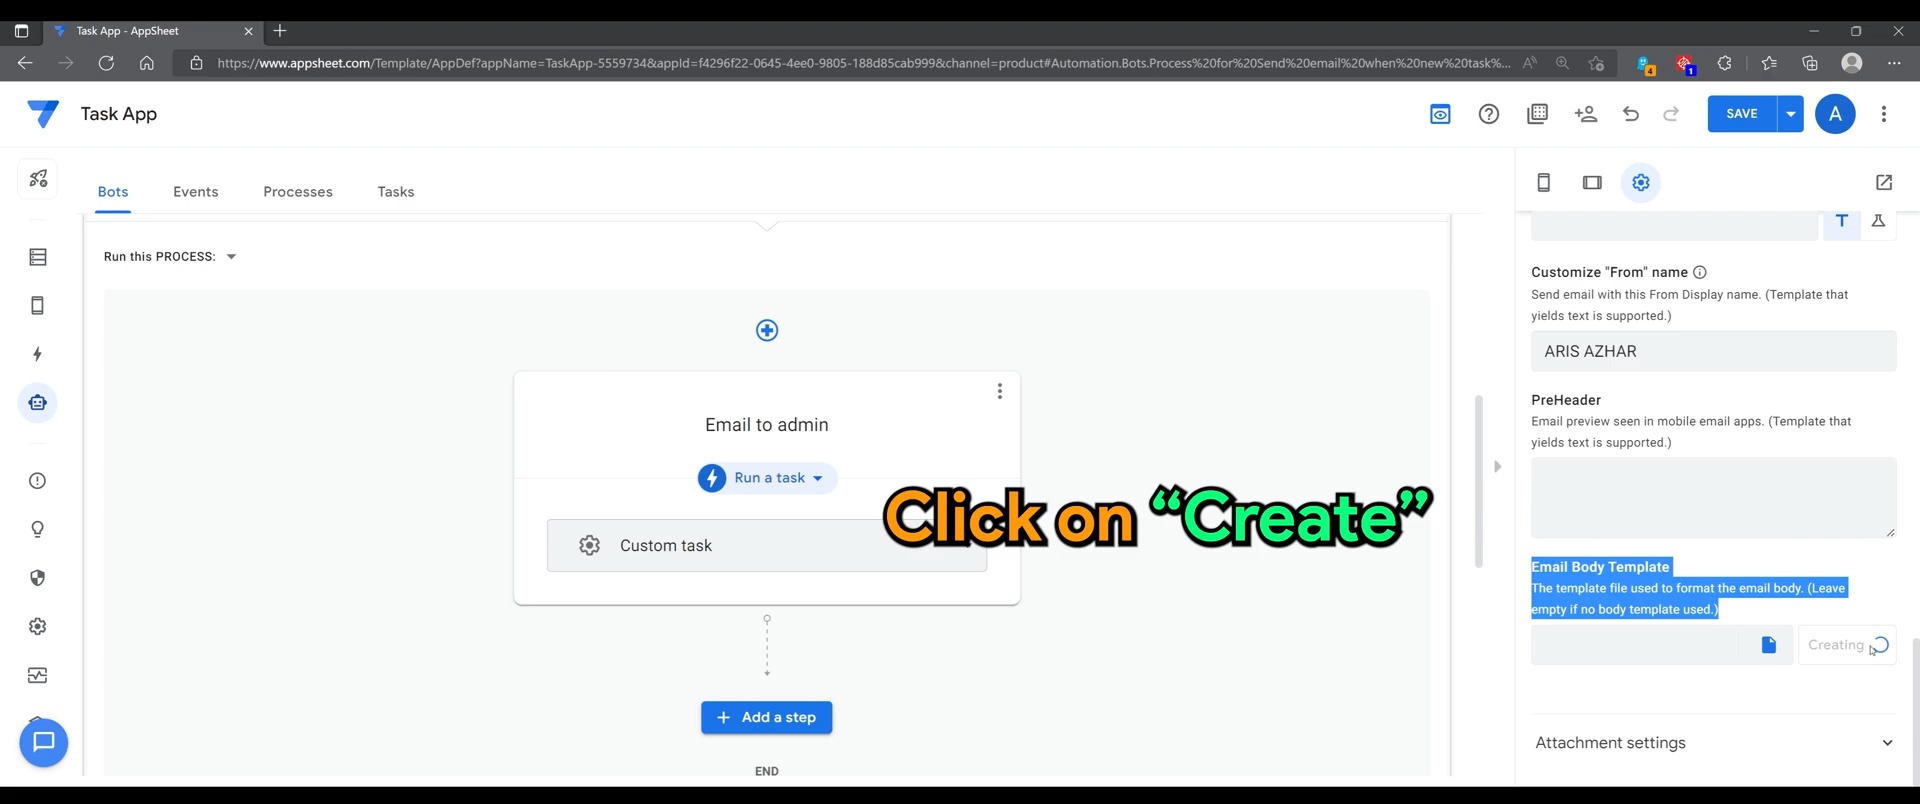 Task App - AppSheet
https://www.appsheet.com/Template/AppDef?appName=TaskApp-5559734&appId=f4296f22-0645-4ee0-9805-188d85cab999&channel=product#Automation.Bots.Process%20for%20Send%20email%20when%20new%20task%...
4
1
Task App
SAVE
A
Bots
Events
Processes
Tasks
Run this PROCESS:
Email to admin
Run a task
Custom task
Click on “Create”
Add a step
END
T
Customize "From" name
Send email with this From Display name. (Template that
yields text is supported.)
ARIS AZHAR
PreHeader
Email preview seen in mobile email apps. (Template that
yields text is supported.)
Email Body Template
The template file used to format the email body. (Leave
empty if no body template used.)
Creating
Attachment settings